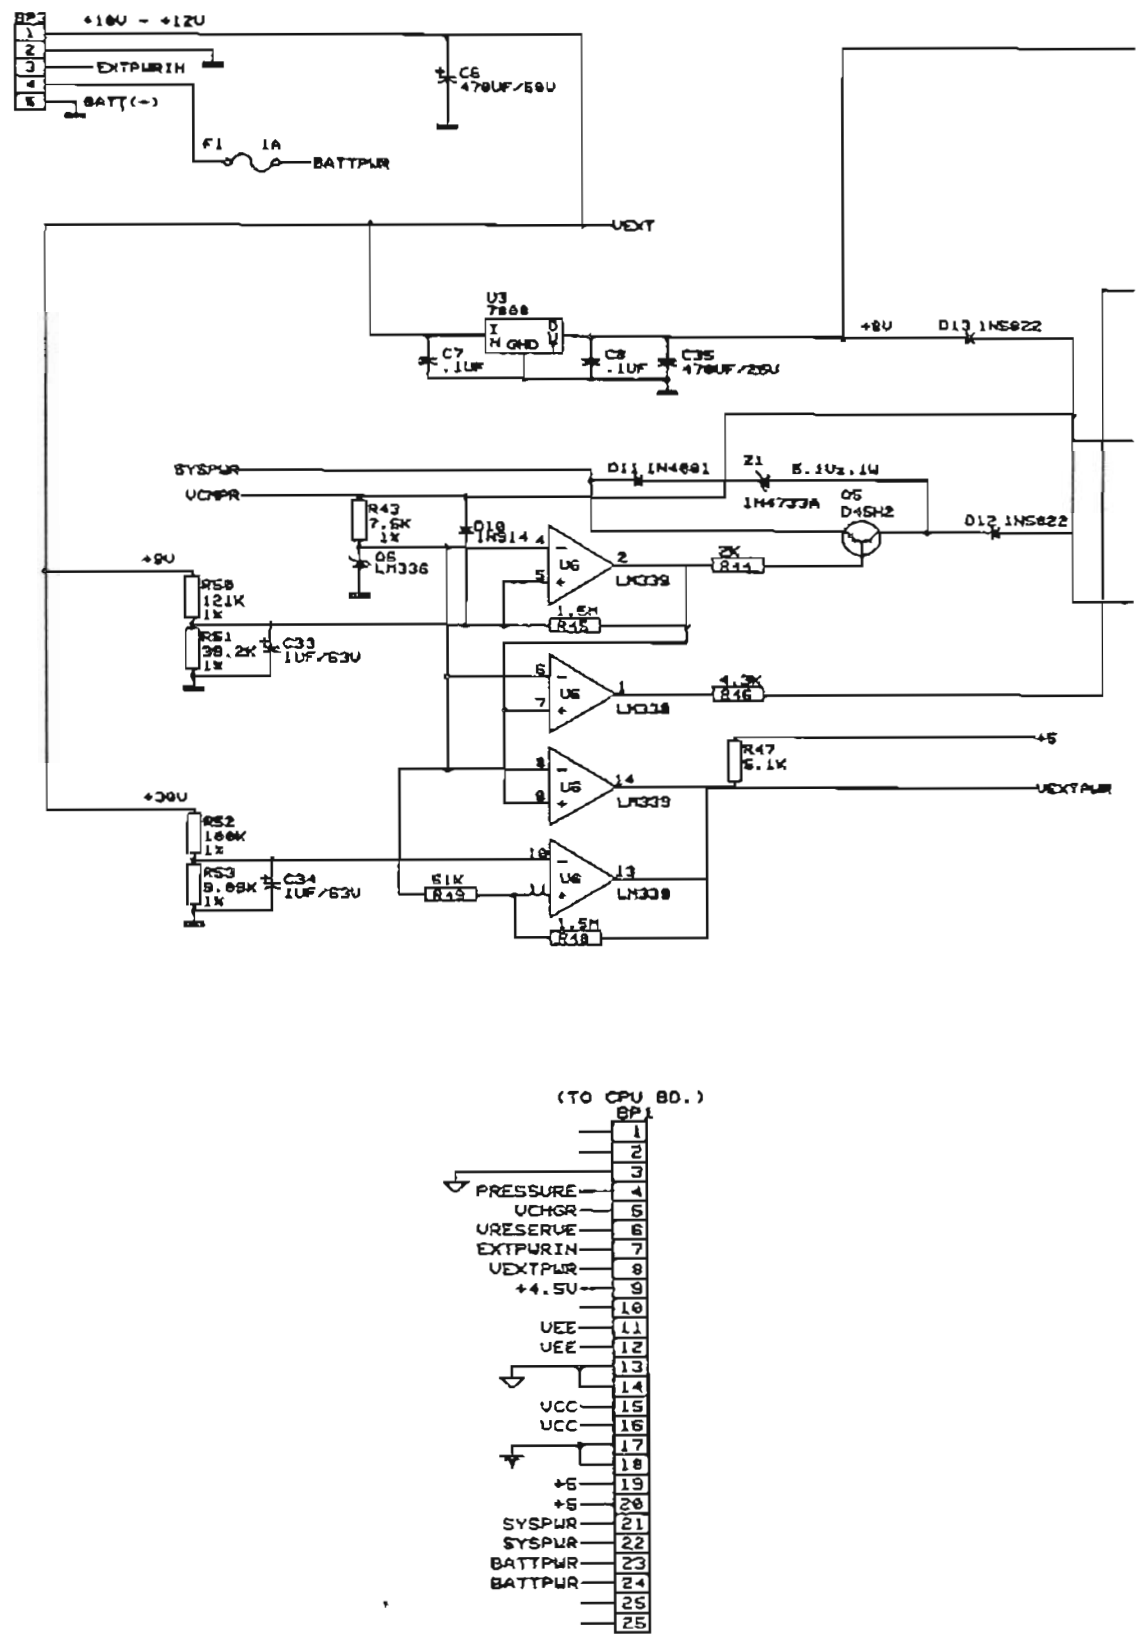 BP3
+10V - +12V
1
2
3
EXTPWRIN
4
5
BATT(-)
C6
470UF/50V
F1
1A
BATTPWR
VEXT
U3
7808
IN
GND
C7
.1UF
C8
.1UF
C35
470UF/25V
+8V
D13 1N5822
SYSPWR
VCMPR
D11 1N4001
Z1
5.1Vz,1W
1N4733A
Q5
D45H2
D12 1N5822
R43
7.5K
1%
D10
1N914
Q6
LM336
4
5
U6
2
LM339
2K
R44
+9V
R50
121K
1%
R51
39.2K
1%
C33
1UF/63V
1.5M
R45
6
7
U6
1
LM339
4.3K
R46
8
9
U6
14
LM339
R47
5.1K
+5
VEXTPWR
+30V
R52
100K
1%
R53
9.09K
1%
C34
1UF/63V
51K
R49
10
11
U6
13
LM339
1.5M
R48
(TO CPU BD.)
BP1
1
2
3
PRESSURE 4
VCHGR 5
VRESERVE 6
EXTPWRIN 7
VEXTPWR 8
+4.5V 9
10
VEE 11
VEE 12
13
14
VCC 15
VCC 16
17
18
+5 19
+5 20
SYSPWR 21
SYSPWR 22
BATTPWR 23
BATTPWR 24
25
26